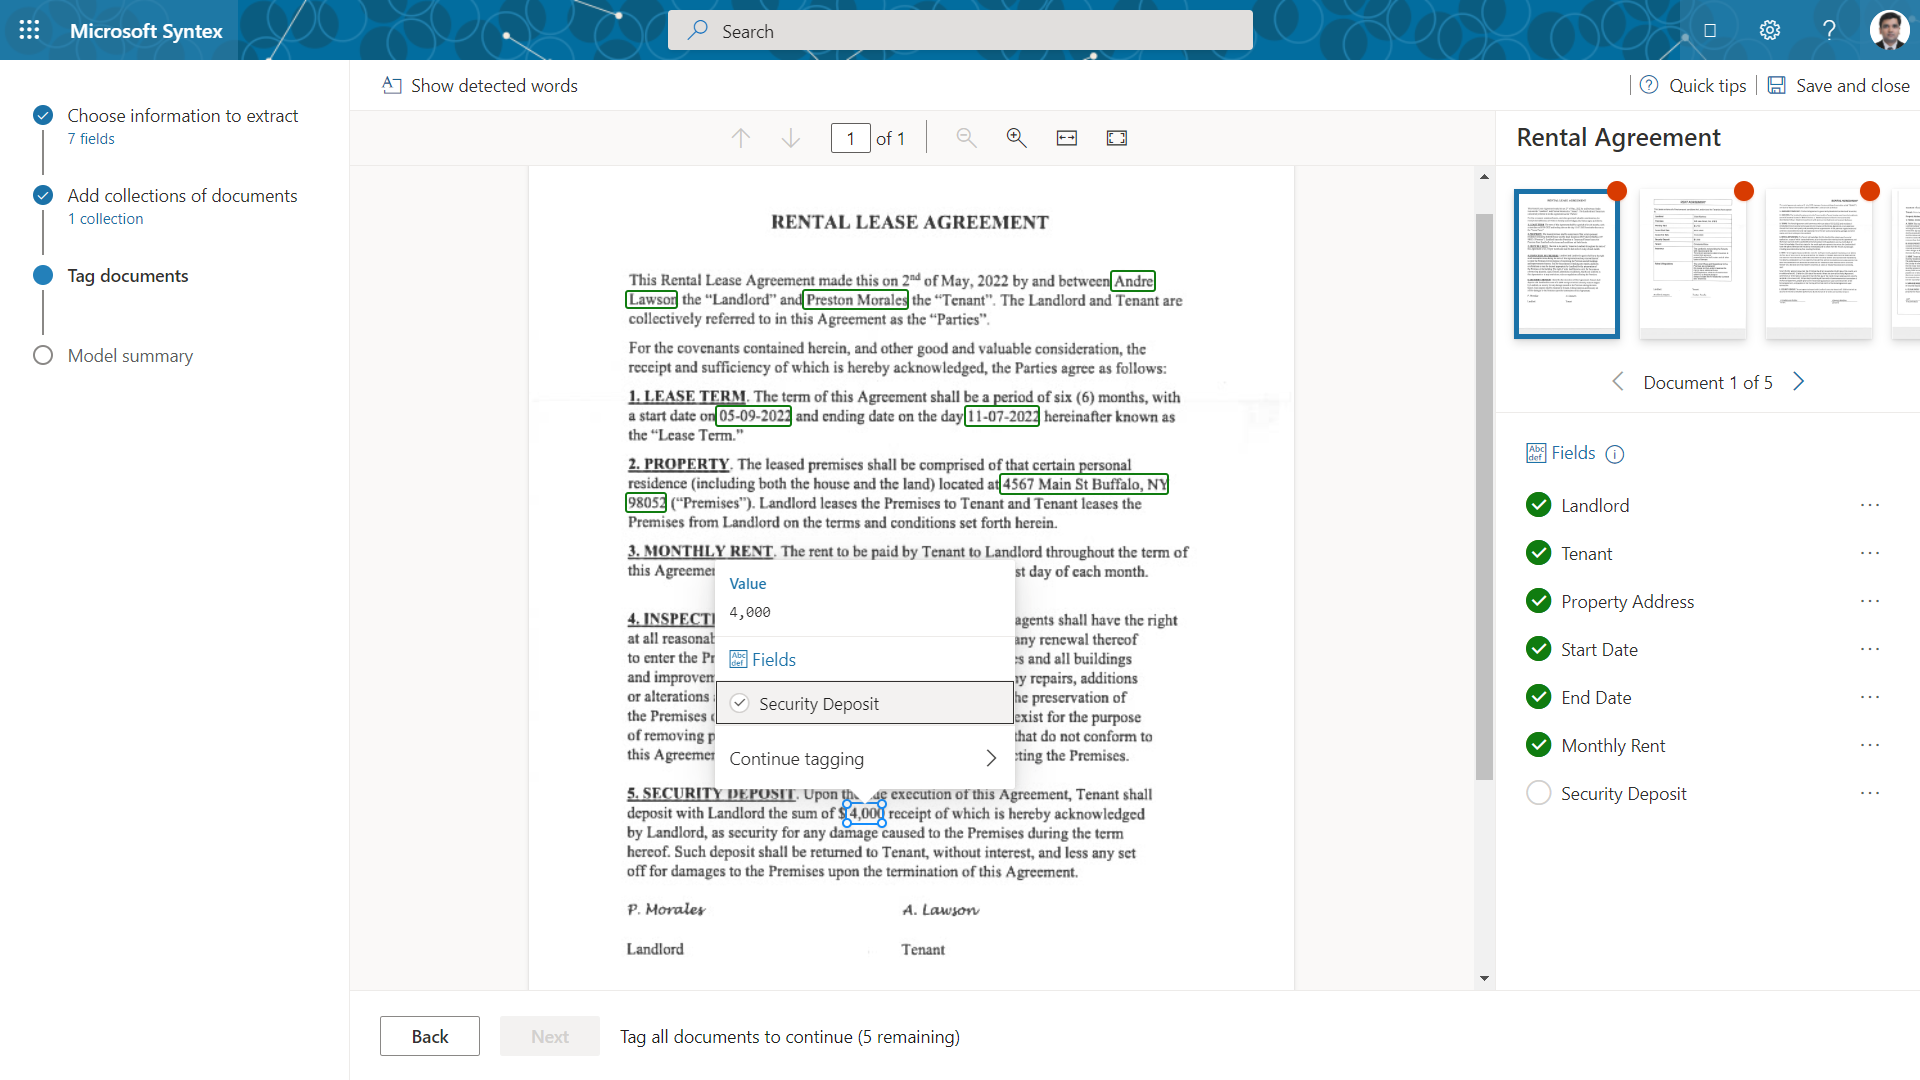 Microsoft Syntex
Search
Choose information to extract
7 fields
Add collections of documents
1 collection
Tag documents
Model summary
Show detected words
Quick tips
Save and close
1 of 1
RENTAL LEASE AGREEMENT
This Rental Lease Agreement made this on 2nd of May, 2022 by and between Andre
Lawson the “Landlord” and Preston Morales the “Tenant”. The Landlord and Tenant are
collectively referred to in this Agreement as the “Parties”.
For the covenants contained herein, and other good and valuable consideration, the
receipt and sufficiency of which is hereby acknowledged, the Parties agree as follows:
1. LEASE TERM. The term of this Agreement shall be a period of six (6) months, with
a start date on 05-09-2022 and ending date on the day 11-07-2022 hereinafter known as
the “Lease Term.”
2. PROPERTY. The leased premises shall be comprised of that certain personal
residence (including both the house and the land) located at 4567 Main St Buffalo, NY
98052 (“Premises”). Landlord leases the Premises to Tenant and Tenant leases the
Premises from Landlord on the terms and conditions set forth herein.
3. MONTHLY RENT. The rent to be paid by Tenant to Landlord throughout the term of
this Agreemen st day of each month.
4. INSPECTI agents shall have the right
at all reasonab any renewal thereof
to enter the Pr es and all buildings
and improvem ny repairs, additions
or alterations he preservation of
the Premises exist for the purpose
of removing p that do not conform to
this Agreemen cting the Premises.
Value
4,000
Fields
Security Deposit
Continue tagging
5. SECURITY DEPOSIT. Upon the due execution of this Agreement, Tenant shall
deposit with Landlord the sum of $4,000 receipt of which is hereby acknowledged
by Landlord, as security for any damage caused to the Premises during the term
hereof. Such deposit shall be returned to Tenant, without interest, and less any set
off for damages to the Premises upon the termination of this Agreement.
P. Morales A. Lawson
Landlord Tenant
Rental Agreement
Document 1 of 5
Fields
Landlord
Tenant
Property Address
Start Date
End Date
Monthly Rent
Security Deposit
Back
Next
Tag all documents to continue (5 remaining)